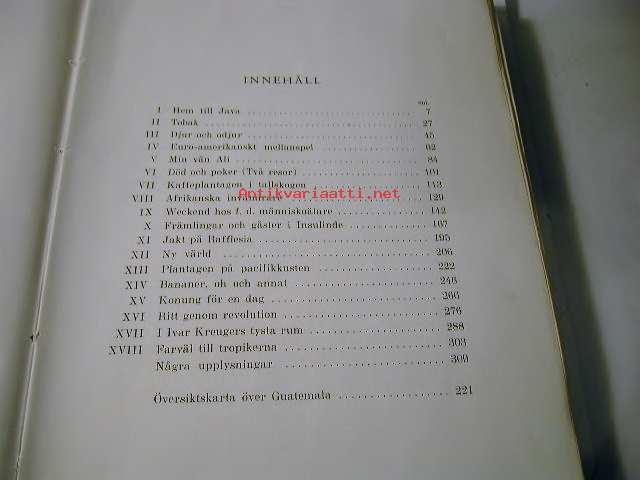 INNEHÅLL
Sid.
I Hem till Java 7
II Tobak 27
III Djur och odjur 45
IV Euro-amerikanskt mellanspel 62
V Min vän Ali 84
VI Död och poker (Två resor) 101
VII Kaffeplantagen i tillskogen 113
Antikvariaatti.net
VIII Afrikanska 129
IX Weekend hos f. d. människoätare 142
X Främlingar och gäster i Insulinde 167
XI Jakt på Rafflesia 195
XII Ny värld 206
XIII Plantagen på pacifikkusten 222
XIV Bananer, oh och annat 246
XV Konung för en dag 266
XVI Ritt genom revolution 276
XVII I Ivar Kreugers tysta rum 288
XVIII Farväl till tropikerna 303
Några upplysningar 309
Översiktskarta över Guatemala 221